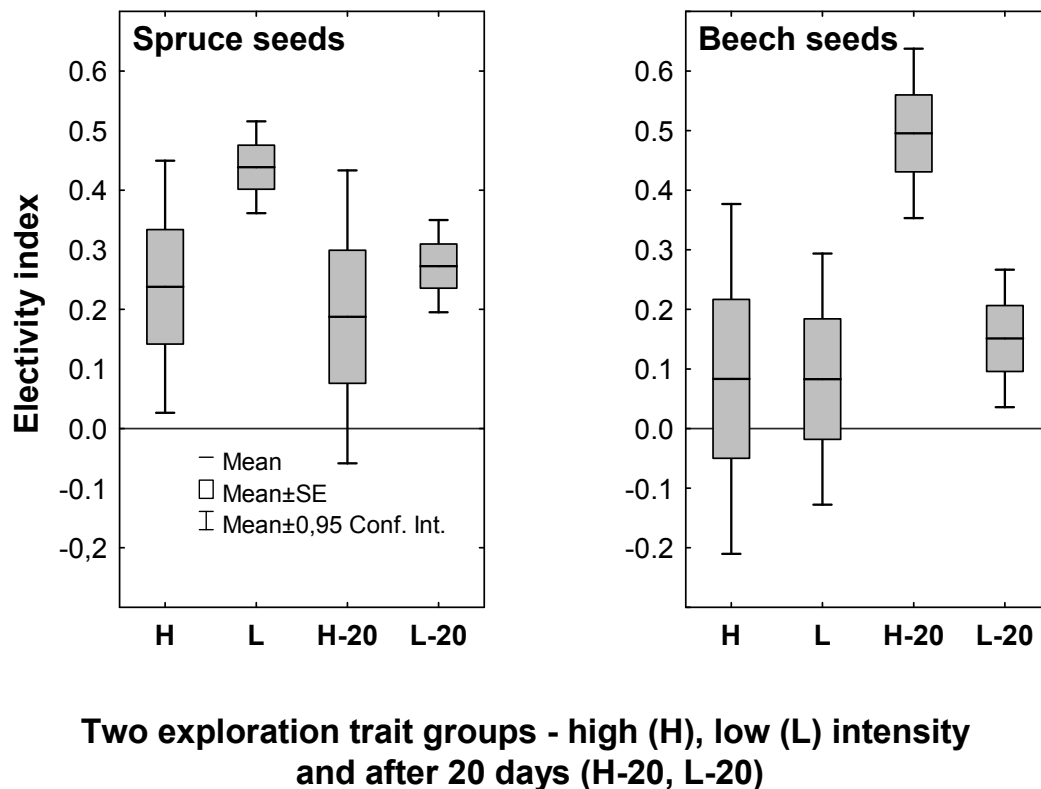 Spruce seeds
Beech seeds
Electivity index
0.6
0.5
0.4
0.3
0.2
0.1
0.0
-0.1
-0,2
Mean
Mean±SE
Mean±0,95 Conf. Int.
H L H-20 L-20
0.6
0.5
0.4
0.3
0.2
0.1
0.0
-0.1
-0.2
H L H-20 L-20
Two exploration trait groups - high (H), low (L) intensity
and after 20 days (H-20, L-20)